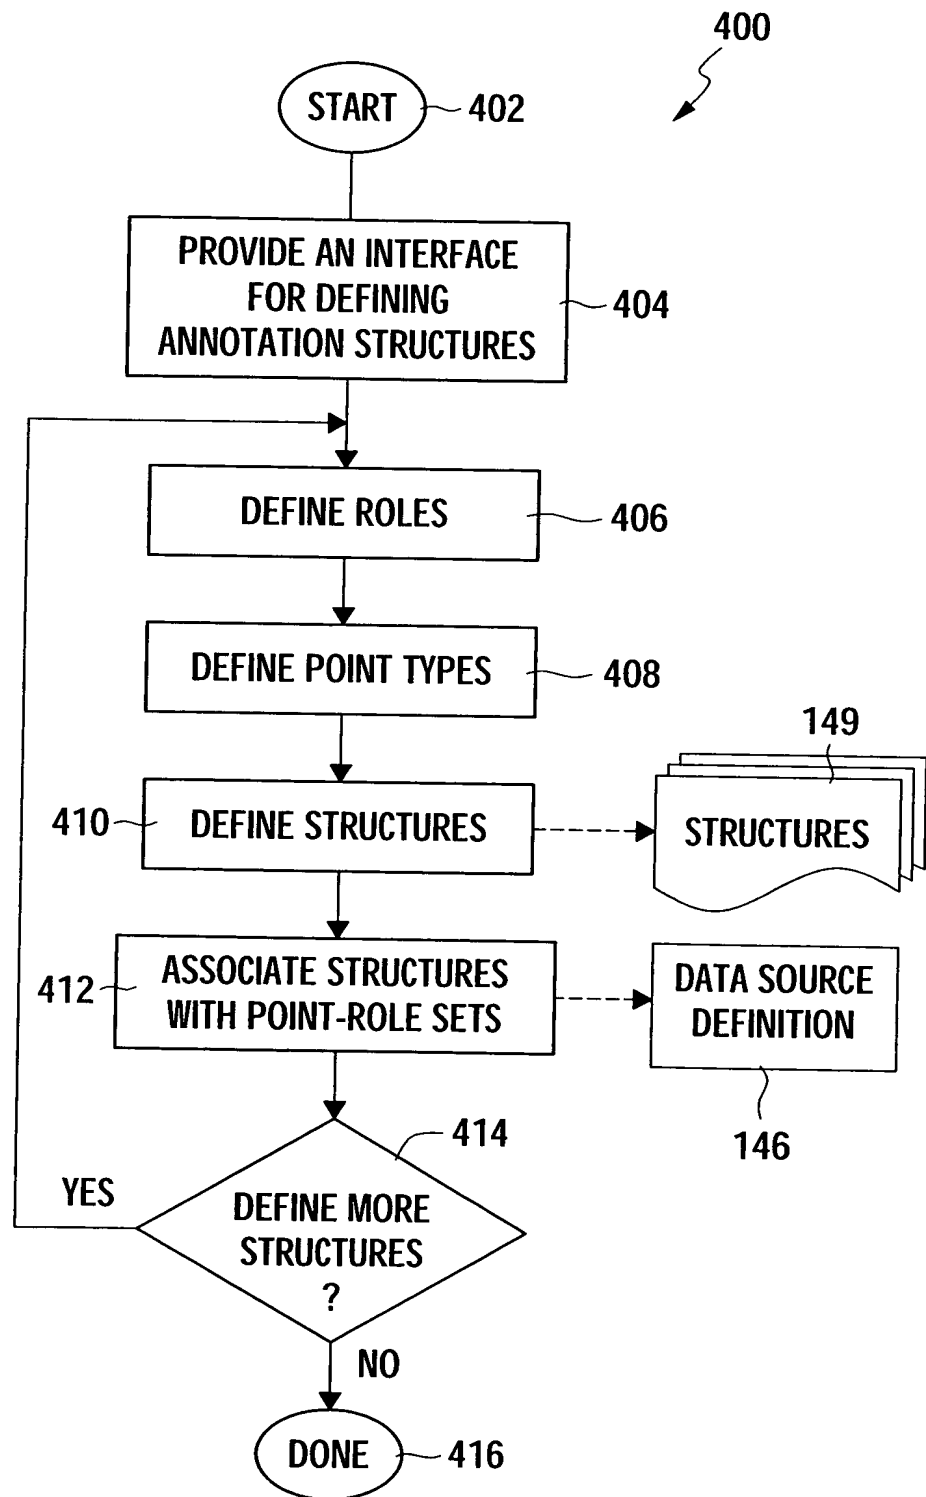 400
START
402
PROVIDE AN INTERFACE
FOR DEFINING
ANNOTATION STRUCTURES
404
DEFINE ROLES
406
DEFINE POINT TYPES
408
149
410
DEFINE STRUCTURES
STRUCTURES
412
ASSOCIATE STRUCTURES
WITH POINT-ROLE SETS
DATA SOURCE
DEFINITION
146
414
YES
DEFINE MORE
STRUCTURES
?
NO
DONE
416